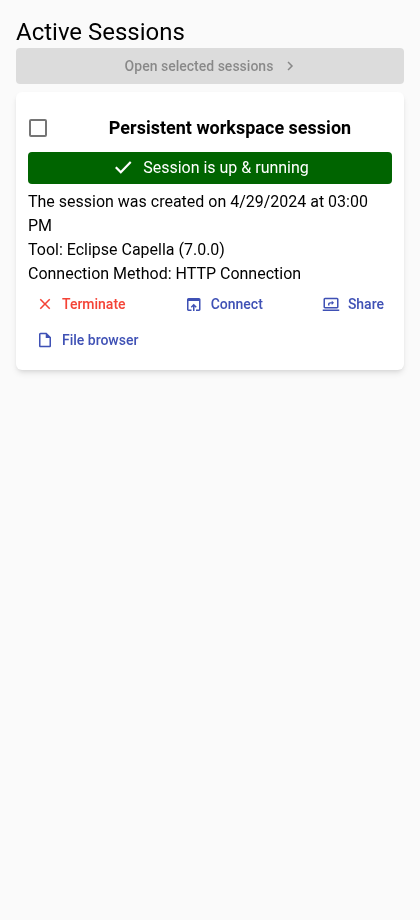 Active Sessions
Open selected sessions
Persistent workspace session
Session is up & running
The session was created on 4/29/2024 at 03:00
PM
Tool: Eclipse Capella (7.0.0)
Connection Method: HTTP Connection
Terminate Connect Share
File browser